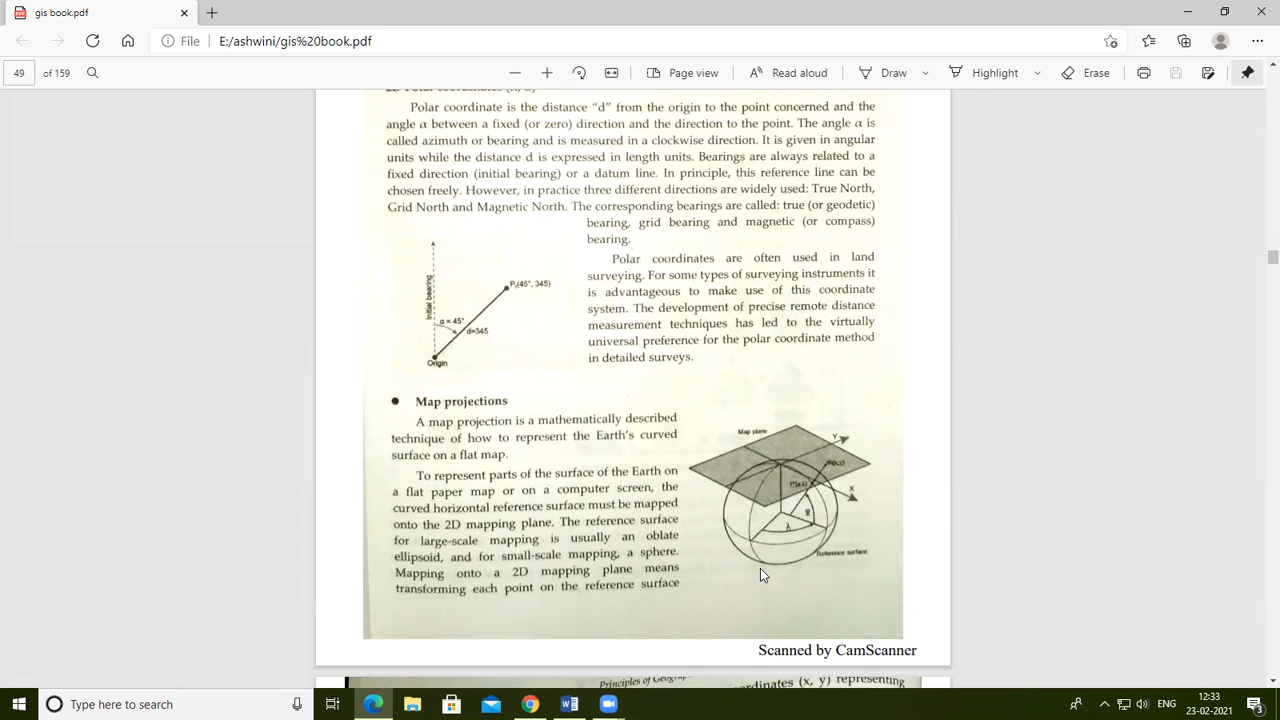 gis book.pdf
File
E:/ashwini/gis%20book.pdf
49 of 159
Page view
Read aloud
Draw
Highlight
Erase
Polar coordinate is the distance "d" from the origin to the point concerned and the
angle α between a fixed (or zero) direction and the direction to the point. The angle α is
called azimuth or bearing and is measured in a clockwise direction. It is given in angular
units while the distance d is expressed in length units. Bearings are always related to a
fixed direction (initial bearing) or a datum line. In principle, this reference line can be
chosen freely. However, in practice three different directions are widely used: True North,
Grid North and Magnetic North. The corresponding bearings are called: true (or geodetic)
bearing, grid bearing and magnetic (or compass)
bearing.
Initial bearing
P₁(45°, 345)
α = 45°
d=345
Origin
Polar coordinates are often used in land
surveying. For some types of surveying instruments it
is advantageous to make use of this coordinate
system. The development of precise remote distance
measurement techniques has led to the virtually
universal preference for the polar coordinate method
in detailed surveys.
● Map projections
A map projection is a mathematically described
technique of how to represent the Earth's curved
surface on a flat map.
To represent parts of the surface of the Earth on
a flat paper map or on a computer screen, the
curved horizontal reference surface must be mapped
onto the 2D mapping plane. The reference surface
for large-scale mapping is usually an oblate
ellipsoid, and for small-scale mapping, a sphere.
Mapping onto a 2D mapping plane means
transforming each point on the reference surface
Map plane
Y
X
φ
λ
Reference surface
Scanned by CamScanner
Principles of
(x, y) representing
Type here to search
ENG
12:33
23-02-2021